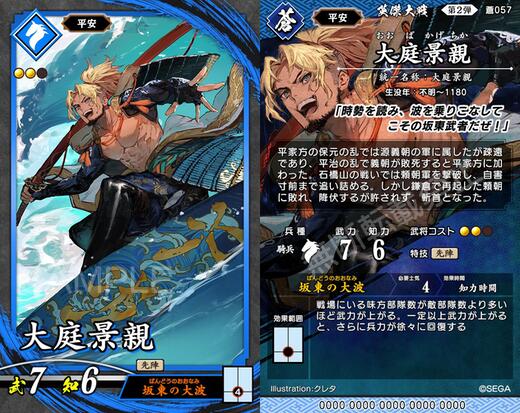 平安
大庭景親
先陣
武7 知6
ばんどうのおおなみ
坂東の大波
4
SAMPLE
蒼
平安
英傑大戦
第2弾
蒼057
おおばかげちか
大庭景親
統一名称:大庭景親
生没年:不明~1180
「時勢を読み、波を乗りこなして
こその坂東武者だぜ!」
平家方の保元の乱では源義朝の軍に属したが疎遠
であり、平治の乱で義朝が敗死すると平家方に加
わった。石橋山の戦いでは頼朝軍を撃破し、自害
寸前まで追い詰める。しかし鎌倉で再起した頼朝
に敗れ、降伏するが許されず、斬首となった。
兵種 武力 知力 武将コスト
騎兵 7 6 特技 先陣
ばんどうのおおなみ 必要士気 効果時間
坂東の大波 4 知力時間
効果範囲
戦場にいる味方部隊数が敵部隊数より多い
ほど武力が上がる。一定以上武力が上がる
と、さらに兵力が徐々に回復する
Illustration:クレタ
©SEGA
0000 0000 0000 0000 0000